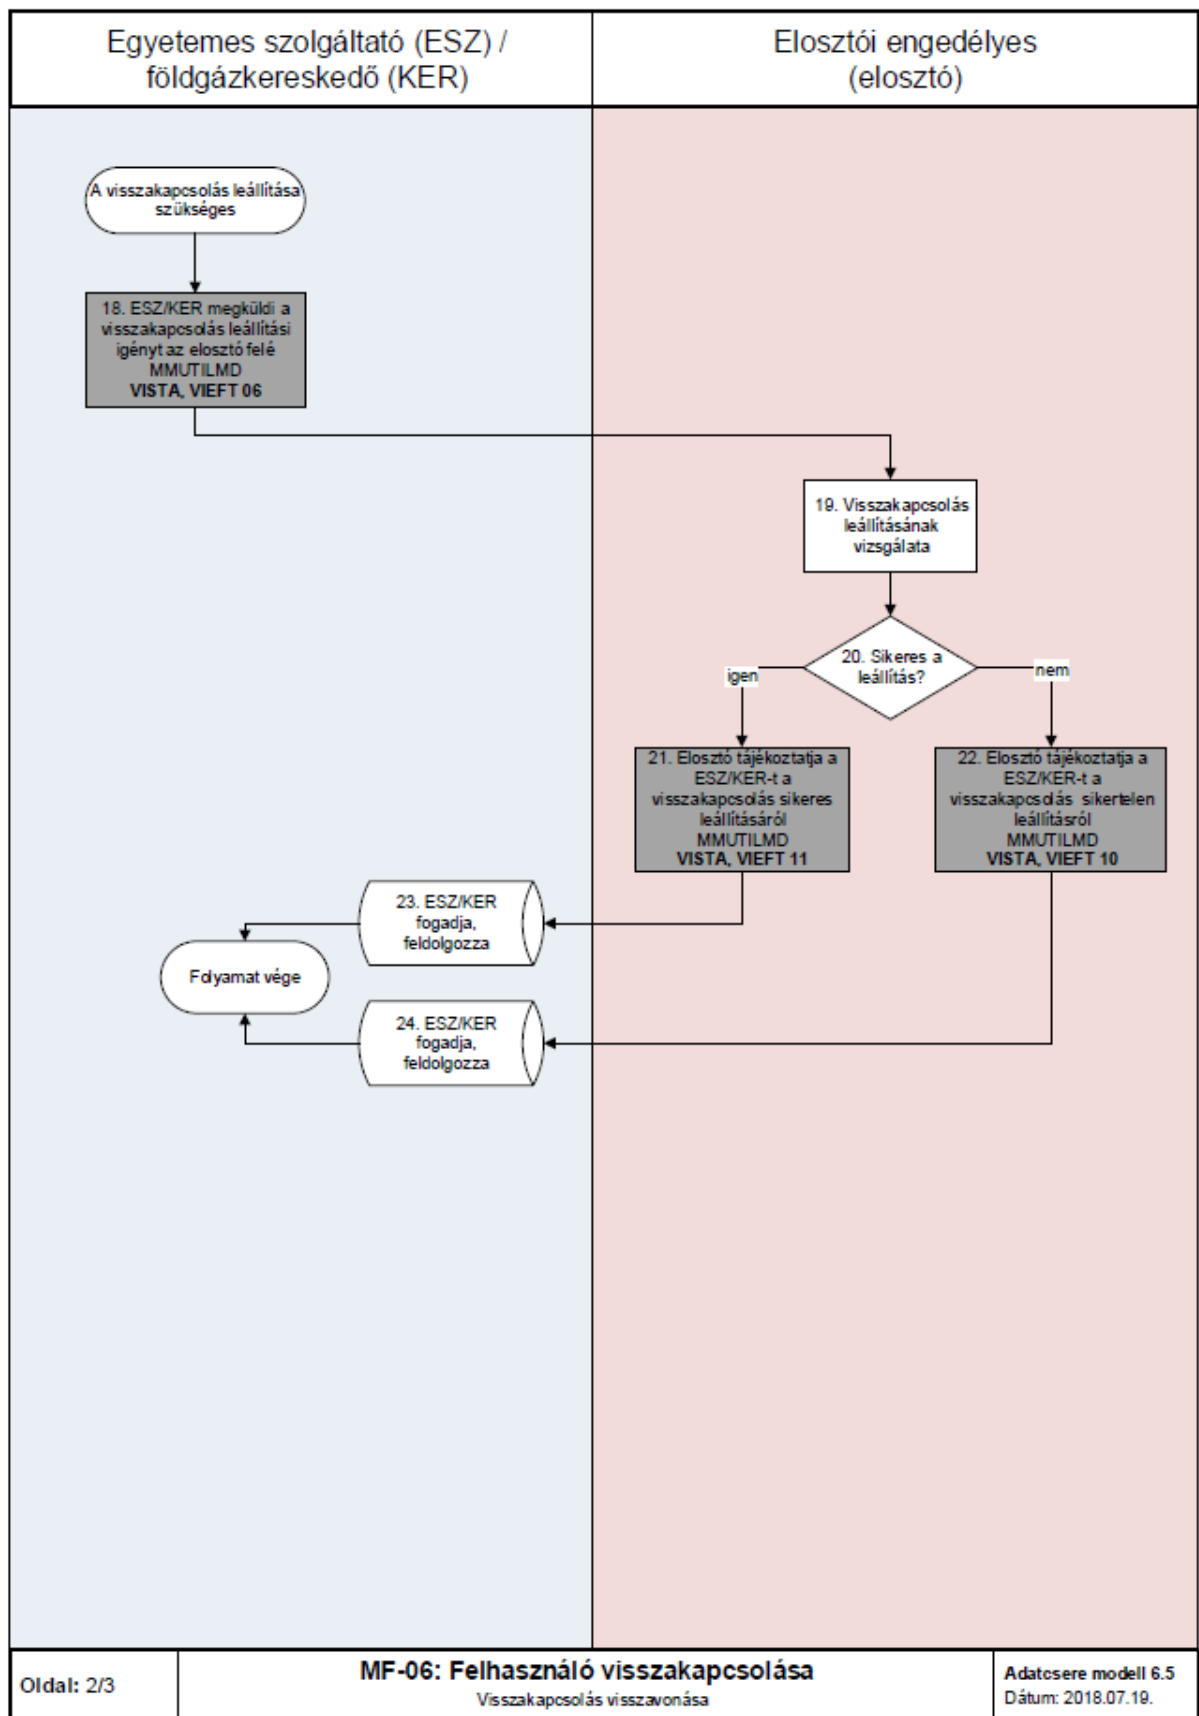 Egyetemes szolgáltató (ESZ) /
földgázkereskedő (KER)
Elosztói engedélyes
(elosztó)
A visszakapcsolás leállítása
szükséges
18. ESZ/KER megküldi a
visszakapcsolás leállítási
igényt az elosztó felé
MMUTILMD
VISTA, VIEFT 06
19. Visszakapcsolás
leállításának
vizsgálata
20. Sikeres a
leállítás?
igen
nem
21. Elosztó tájékoztatja a
ESZ/KER-t a
visszakapcsolás sikeres
leállításáról
MMUTILMD
VISTA, VIEFT 11
22. Elosztó tájékoztatja a
ESZ/KER-t a
visszakapcsolás sikertelen
leállításról
MMUTILMD
VISTA, VIEFT 10
23. ESZ/KER
fogadja,
feldolgozza
Folyamat vége
24. ESZ/KER
fogadja,
feldolgozza
Oldal: 2/3
MF-06: Felhasználó visszakapcsolása
Visszakapcsolás visszavonása
Adatcsere modell 6.5
Dátum: 2018.07.19.